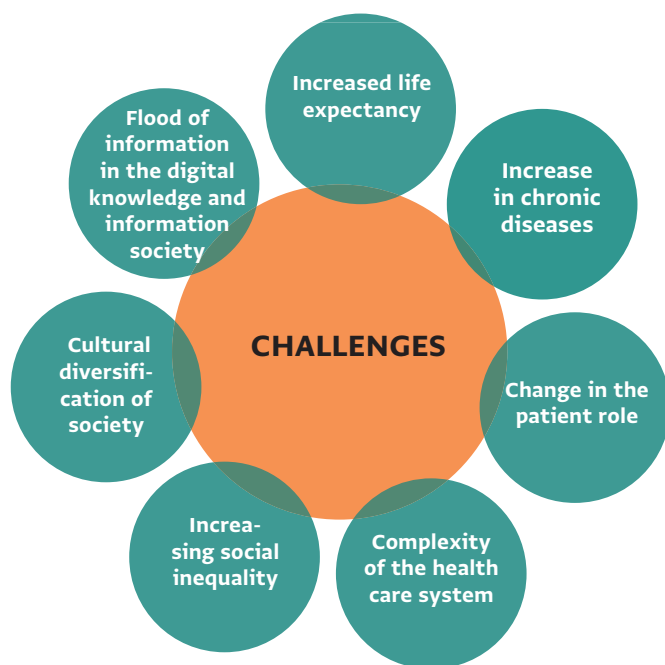 Increased life
expectancy
Increase
in chronic
diseases
Change in the
patient role
Complexity
of the health
care system
Increa-
sing social
inequality
Cultural
diversifi-
cation of
society
Flood of
information
in the digital
knowledge and
information
society
CHALLENGES